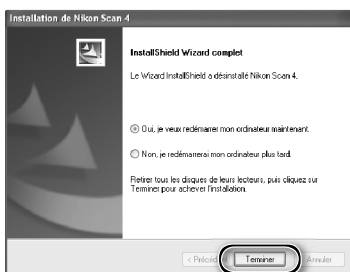 Installation de Nikon Scan 4
InstallShield Wizard complet
Le Wizard InstallShield a désinstallé Nikon Scan 4.
Oui, je veux redémarrer mon ordinateur maintenant.
Non, je redémarrerai mon ordinateur plus tard.
Retirer tous les disques de leurs lecteurs, puis cliquez sur
Terminer pour achever l'installation.
Terminer
Annuler